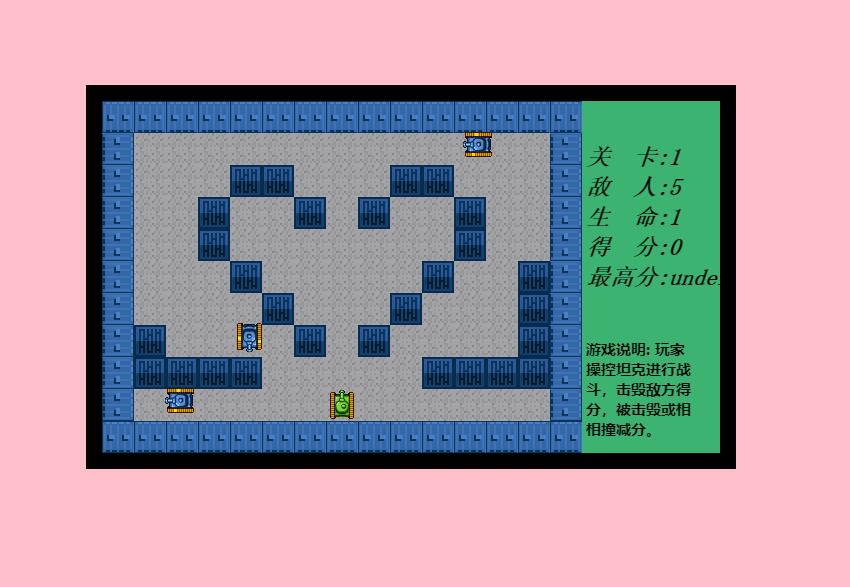 关 卡:1
敌 人:5
生 命:1
得 分:0
最高分:unde
游戏说明: 玩家
操控坦克进行战
斗，击毁敌方得
分，被击毁或相
相撞减分。